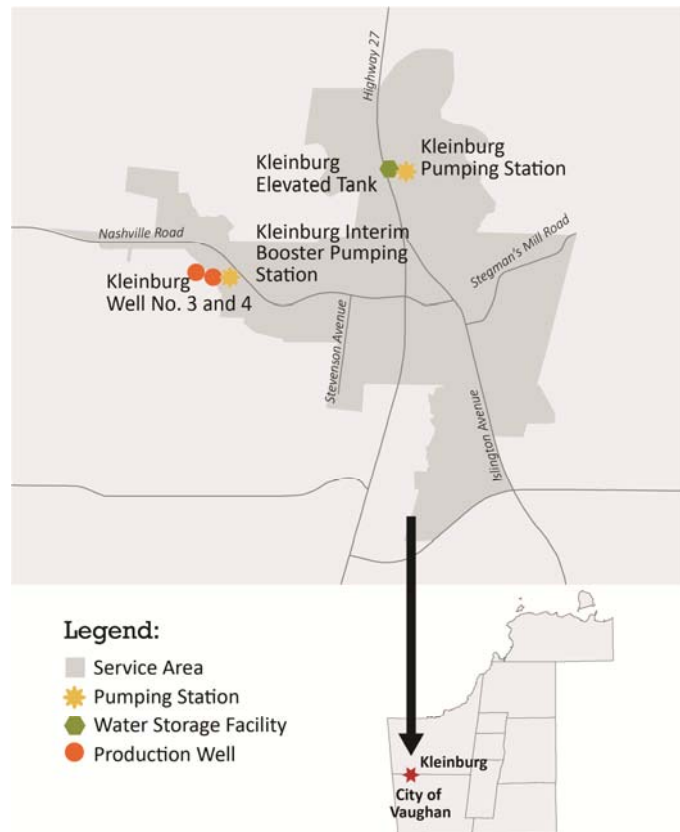 Highway 27
Kleinburg
Elevated Tank
Kleinburg
Pumping Station
Nashville Road
Kleinburg Interim
Booster Pumping
Station
Stegman's Mill Road
Kleinburg
Well No. 3 and 4
Stevenson Avenue
Islington Avenue
Legend:
Service Area
Pumping Station
Water Storage Facility
Production Well
Kleinburg
City of
Vaughan